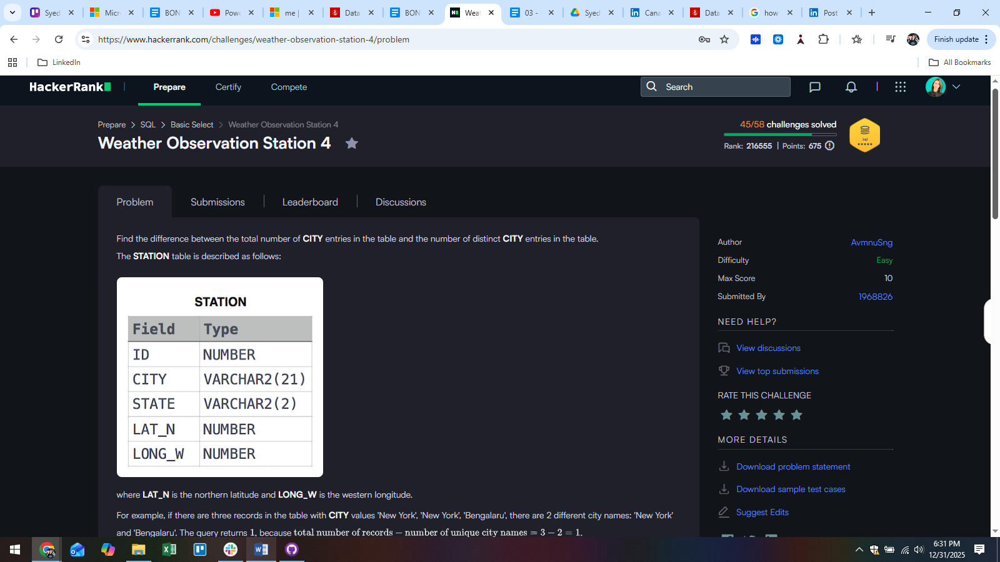 Syed
Micr
BON
Powe
me |
Data
BON
Weat
03 -
Syed
Cana
Data
how
Post
https://www.hackerrank.com/challenges/weather-observation-station-4/problem
Finish update
LinkedIn
All Bookmarks
HackerRank
Prepare
Certify
Compete
Search
Prepare > SQL > Basic Select > Weather Observation Station 4
Weather Observation Station 4
45/58 challenges solved
Rank: 216555 | Points: 675
Sql
Problem
Submissions
Leaderboard
Discussions
Find the difference between the total number of CITY entries in the table and the number of distinct CITY entries in the table.
The STATION table is described as follows:
STATION
Field Type
ID NUMBER
CITY VARCHAR2(21)
STATE VARCHAR2(2)
LAT_N NUMBER
LONG_W NUMBER
where LAT_N is the northern latitude and LONG_W is the western longitude.
For example, if there are three records in the table with CITY values 'New York', 'New York', 'Bengalaru', there are 2 different city names: 'New York'
and 'Bengalaru'. The query returns 1, because total number of records − number of unique city names = 3 − 2 = 1.
Author AvmnuSng
Difficulty Easy
Max Score 10
Submitted By 1968826
NEED HELP?
View discussions
View top submissions
RATE THIS CHALLENGE
MORE DETAILS
Download problem statement
Download sample test cases
Suggest Edits
6:31 PM
12/31/2025